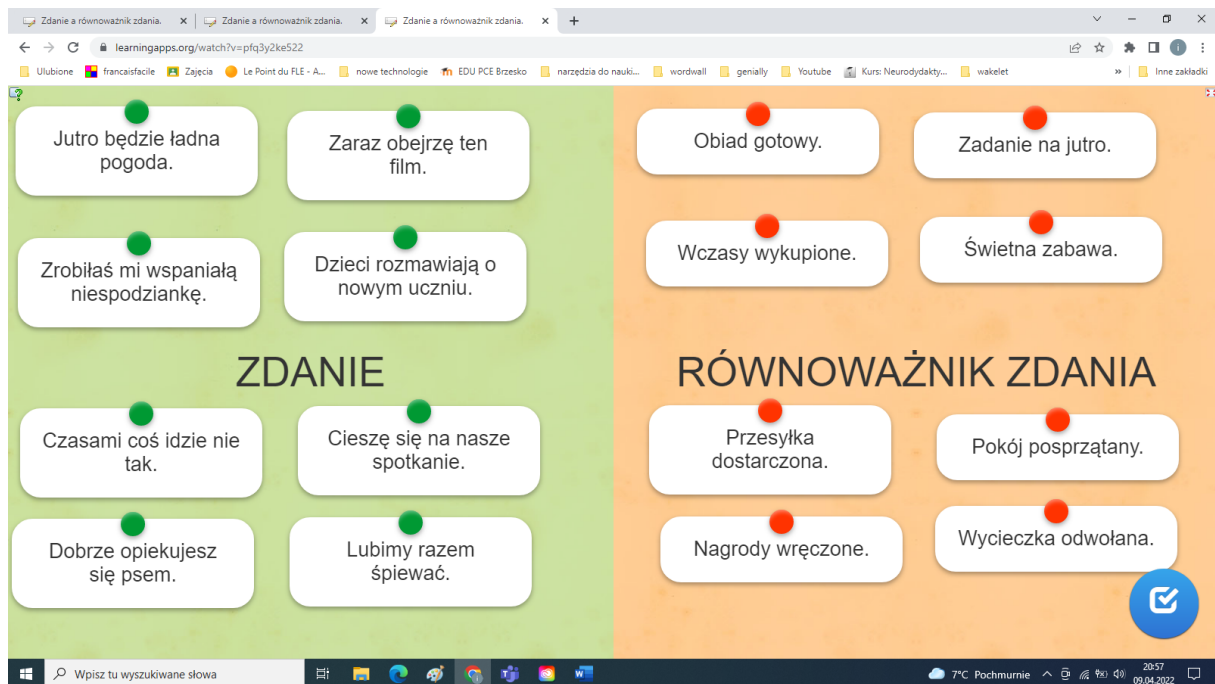 Zdanie a równoważnik zdania.
Zdanie a równoważnik zdania.
Zdanie a równoważnik zdania.
learningapps.org/watch?v=pfq3y2ke522
Ulubione
francaisfacile
Zajęcia
Le Point du FLE - A...
nowe technologie
EDU PCE Brzesko
narzędzia do nauki...
wordwall
genially
Youtube
Kurs: Neurodydakty...
wakelet
»
Inne zakładki
Jutro będzie ładna
pogoda.
Zaraz obejrzę ten
film.
Zrobiłaś mi wspaniałą
niespodziankę.
Dzieci rozmawiają o
nowym uczniu.
ZDANIE
Czasami coś idzie nie
tak.
Cieszę się na nasze
spotkanie.
Dobrze opiekujesz
się psem.
Lubimy razem
śpiewać.
Obiad gotowy.
Zadanie na jutro.
Wczasy wykupione.
Świetna zabawa.
RÓWNOWAŻNIK ZDANIA
Przesyłka
dostarczona.
Pokój posprzątany.
Nagrody wręczone.
Wycieczka odwołana.
Wpisz tu wyszukiwane słowa
7°C Pochmurnie
20:57
09.04.2022